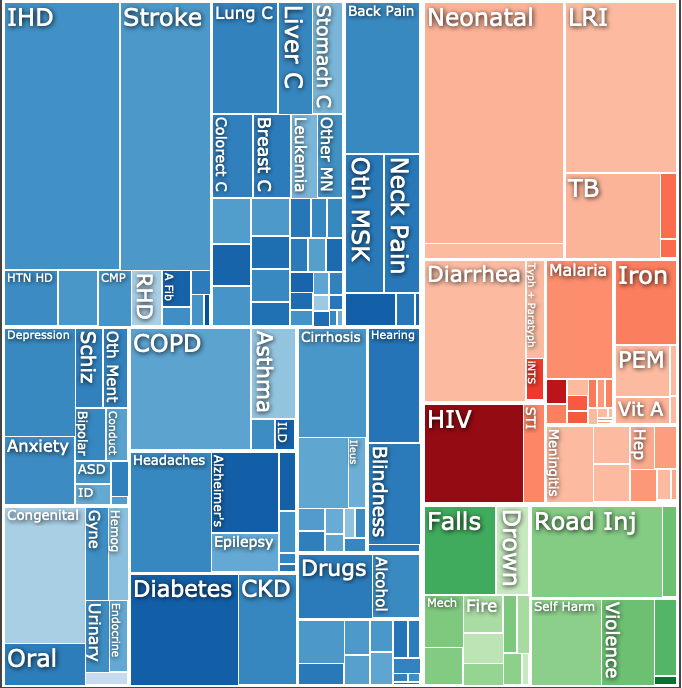 IHD
Stroke
Lung C
Liver C
Stomach C
Back Pain
Neonatal
LRI
Colorect C
Breast C
Leukemia
Other MN
Oth MSK
Neck Pain
TB
HTN HD
CMP
RHD
A Fib
Diarrhea
Typh + Paratyph
iNTS
Malaria
Iron
PEM
Vit A
Depression
Schiz
Oth Ment
COPD
Asthma
ILD
Cirrhosis
Hearing
HIV
STI
Meningitis
Hep
Anxiety
Bipolar
Conduct
ASD
ID
Headaches
Alzheimer's
Epilepsy
Ileus
Blindness
Congenital
Gyne
Hemog
Falls
Drown
Road Inj
Drugs
Alcohol
Diabetes
CKD
Urinary
Endocrine
Oral
Mech
Fire
Self Harm
Violence